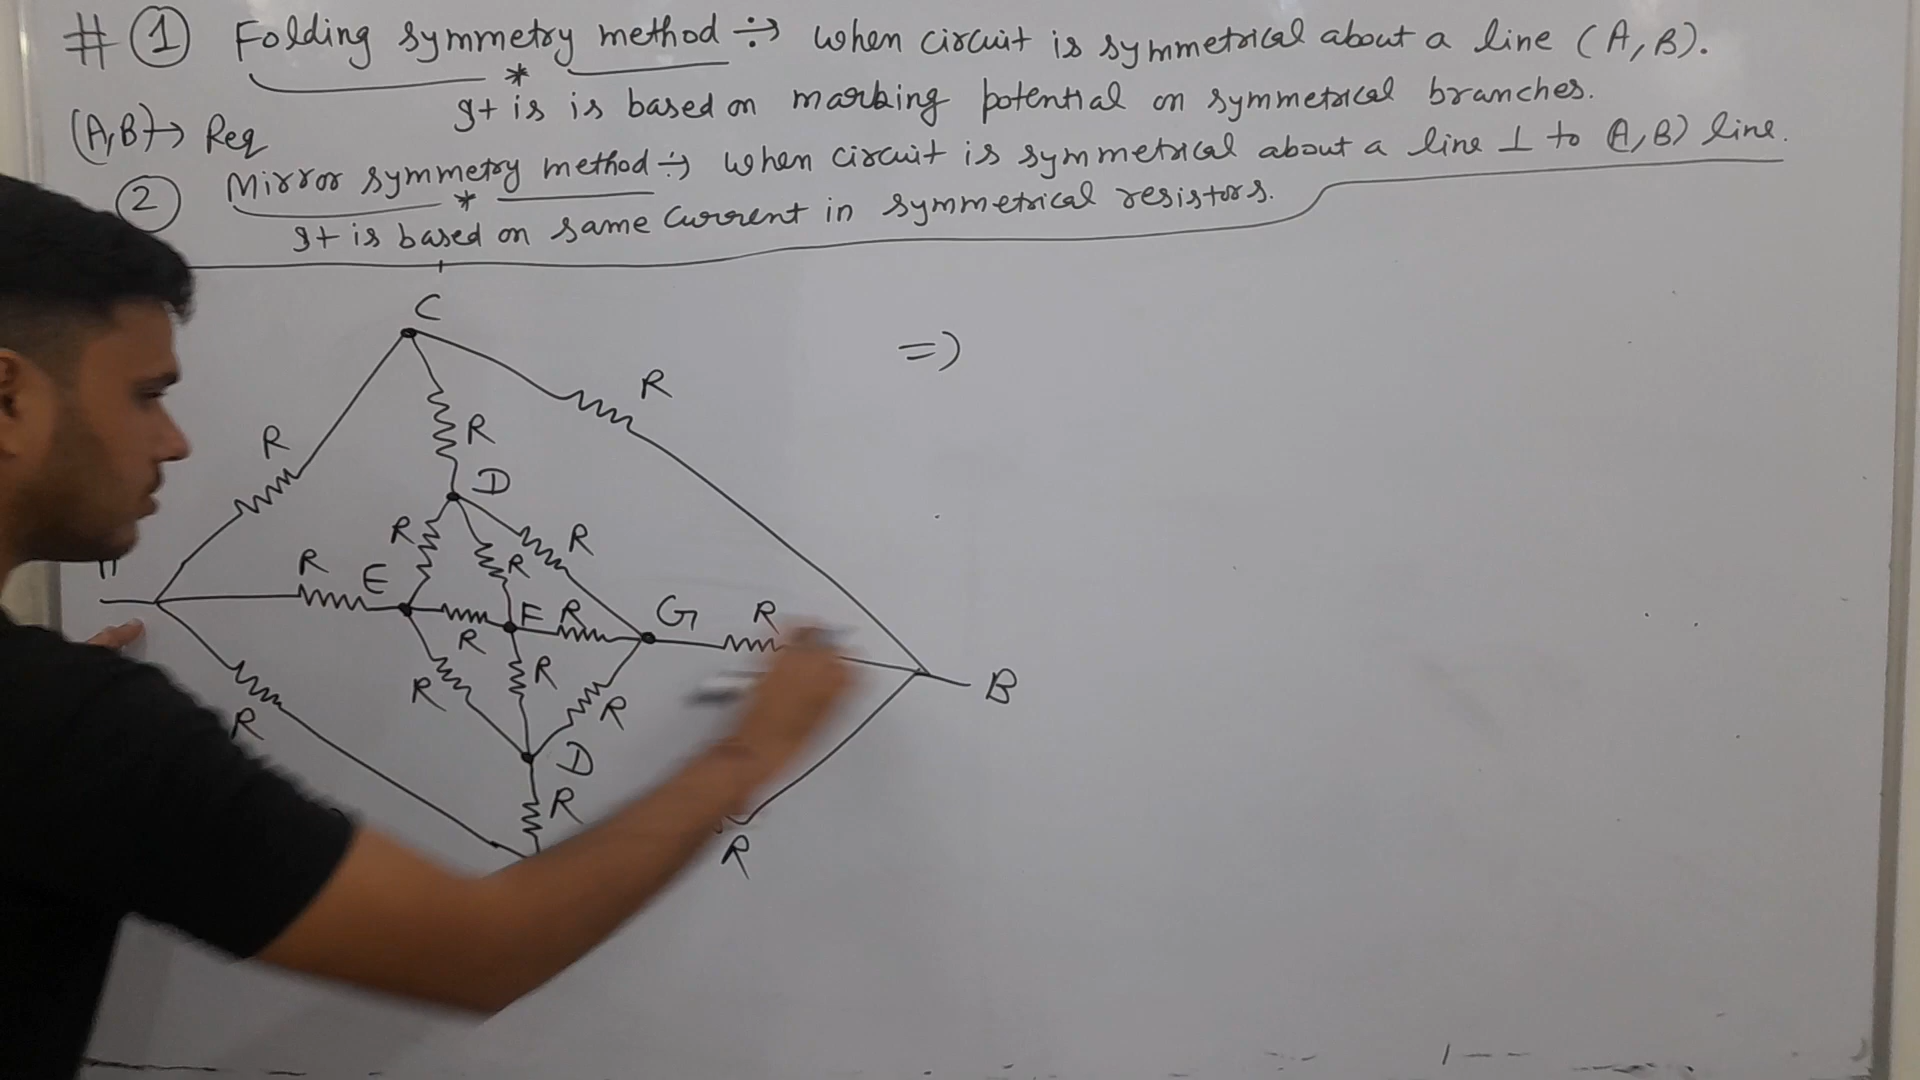 # ① Folding symmetry method ÷→ when circuit is symmetrical about a line (A,B).
* gt is is based on marking potential on symmetrical branches.
(A,B)→ Req
② Mirror symmetry method ÷→ when circuit is symmetrical about a line ⊥ to (A,B) line.
* gt is based on same current in symmetrical resistors.
C
=)
R
R
R
D
R
R
R
R
E
R
F
R
G
R
R
R
R
R
B
R
D
R
R